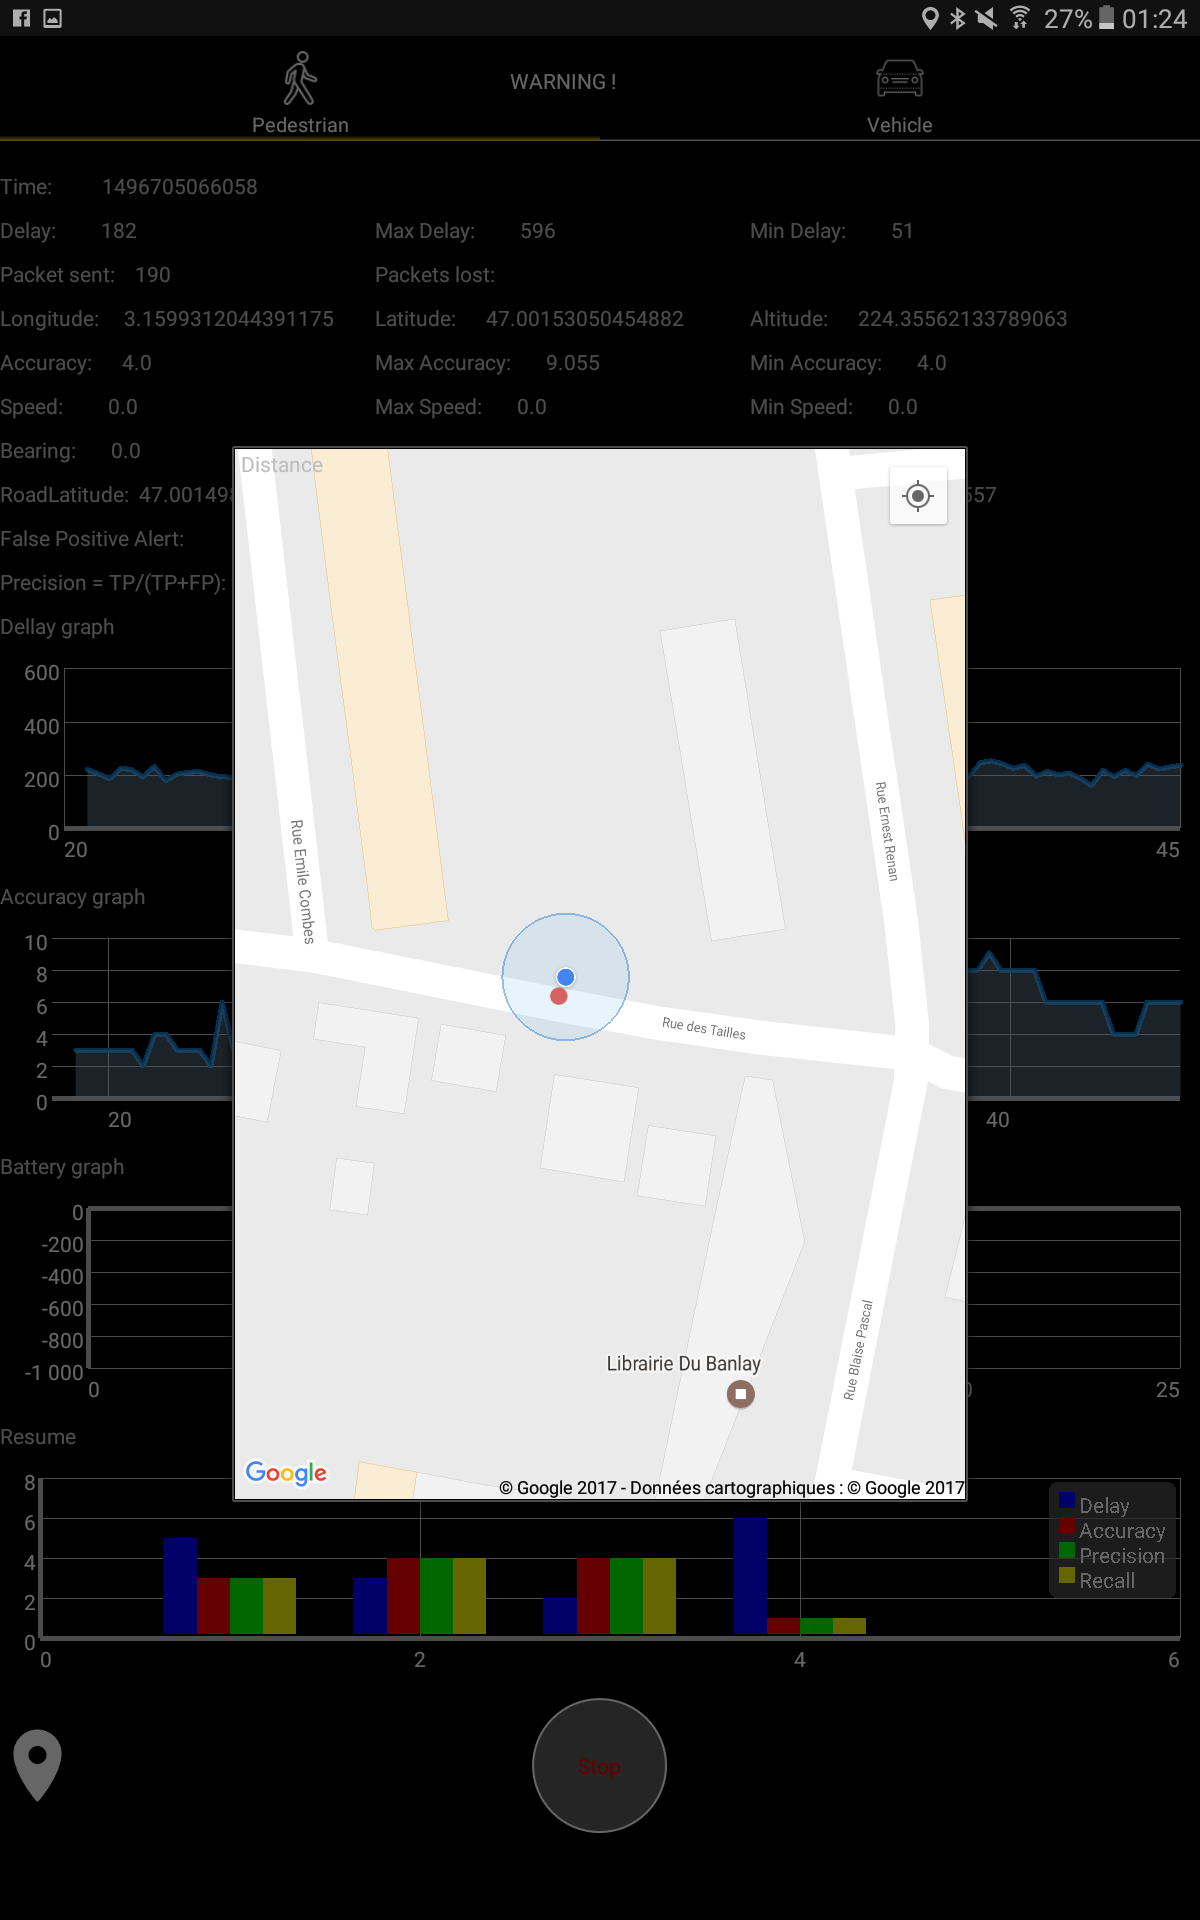 27% 01:24
WARNING !
Pedestrian Vehicle
Time: 1496705066058
Delay: 182 Max Delay: 596 Min Delay: 51
Packet sent: 190 Packets lost:
Longitude: 3.1599312044391175 Latitude: 47.00153050454882 Altitude: 224.35562133789063
Accuracy: 4.0 Max Accuracy: 9.055 Min Accuracy: 4.0
Speed: 0.0 Max Speed: 0.0 Min Speed: 0.0
Bearing: 0.0
Distance
RoadLatitude: 47.00149 557
False Positive Alert:
Precision = TP/(TP+FP):
Dellay graph
600
400
200
0
20 45
Rue Emile Combes
Rue Ernest Renan
Accuracy graph
10
8
6
4
2
0
20 40
Rue des Tailles
Battery graph
0
-200
-400
-600
-800
-1 000
0 25
Rue Blaise Pascal
Librairie Du Banlay
Google
© Google 2017 - Données cartographiques : © Google 2017
Resume
8
6
4
2
0
0 2 4 6
Delay
Accuracy
Precision
Recall
Stop